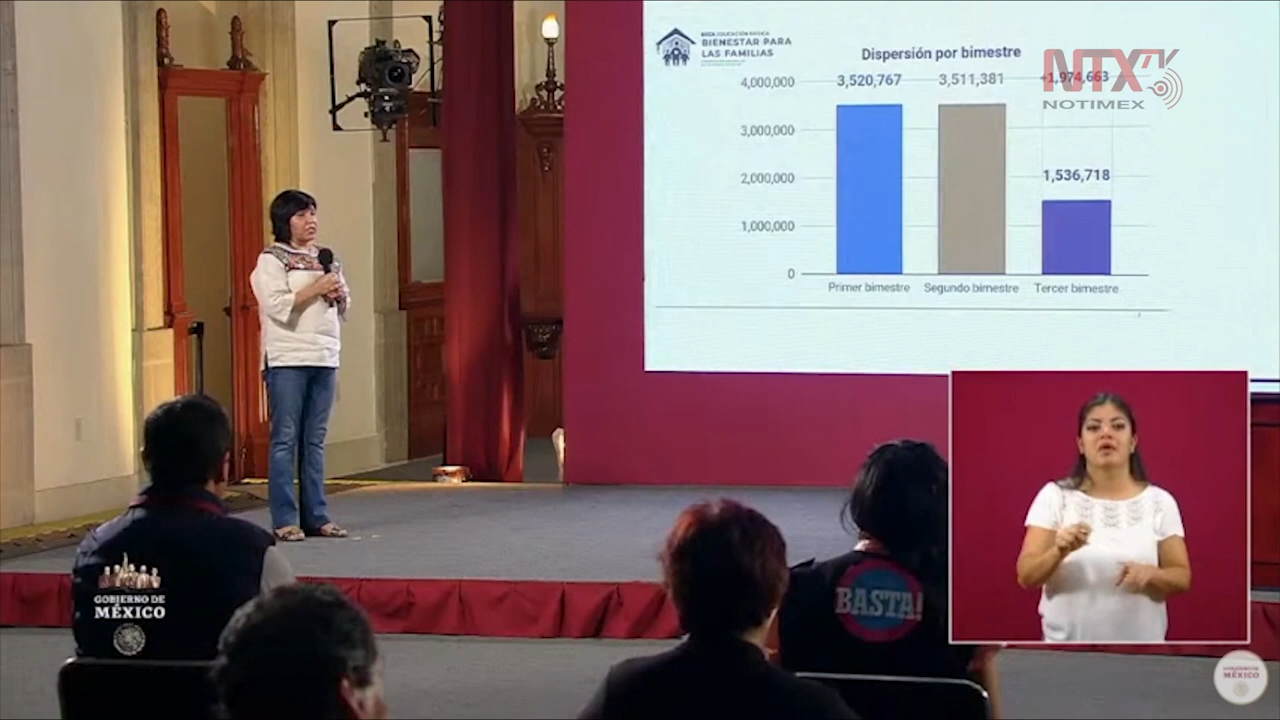 BECA EDUCACIÓN BÁSICA
BIENESTAR PARA
LAS FAMILIAS
Dispersión por bimestre
NTX
NOTIMEX
4,000,000
3,000,000
2,000,000
1,000,000
0
3,520,767
3,511,381
+1,974,663
1,536,718
Primer bimestre
Segundo bimestre
Tercer bimestre
GOBIERNO DE
MÉXICO
BASTA!
GOBIERNO DE
MÉXICO